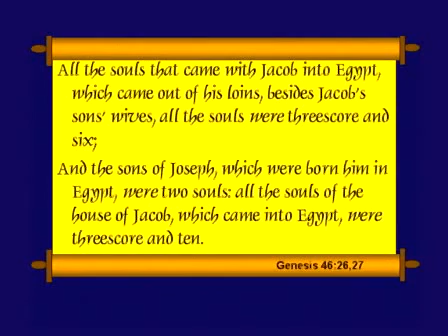 All the souls that came with Jacob into Egypt,
which came out of his loins, besides Jacob's
sons' wives, all the souls were threescore and
six;
And the sons of Joseph, which were born him in
Egypt, were two souls: all the souls of the
house of Jacob, which came into Egypt, were
threescore and ten.
Genesis 46:26,27